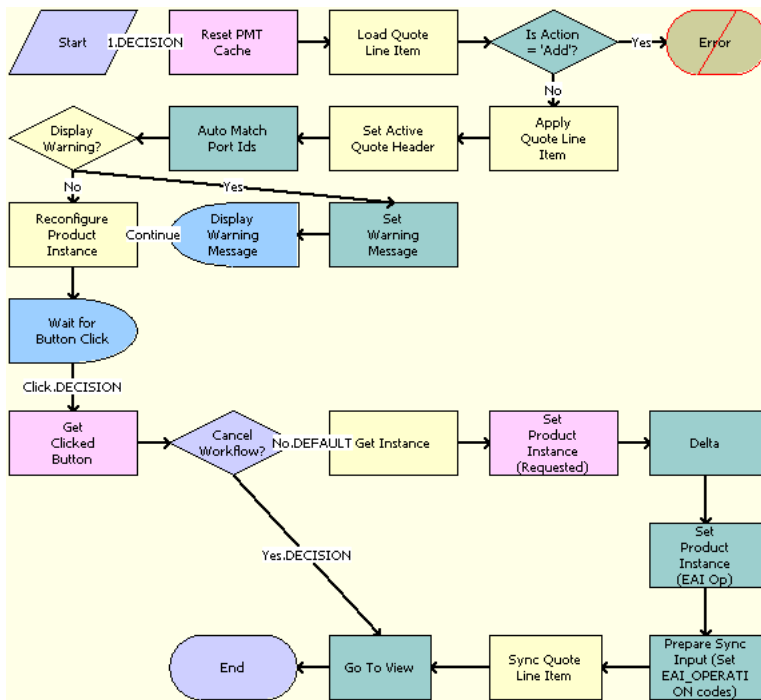 Start
1.DECISION
Reset PMT
Cache
Load Quote
Line Item
Is Action
= 'Add'?
Yes
Error
No
Display
Warning?
Auto Match
Port Ids
Set Active
Quote Header
Apply
Quote Line
Item
No
Yes
Reconfigure
Product
Instance
Continue
Display
Warning
Message
Set
Warning
Message
Wait for
Button Click
Click.DECISION
Get
Clicked
Button
Cancel
Workflow?
No.DEFAULT
Get Instance
Set
Product
Instance
(Requested)
Delta
Yes.DECISION
Set
Product
Instance
(EAI Op)
End
Go To View
Sync Quote
Line Item
Prepare Sync
Input (Set
EAI_OPERATI
ON codes)